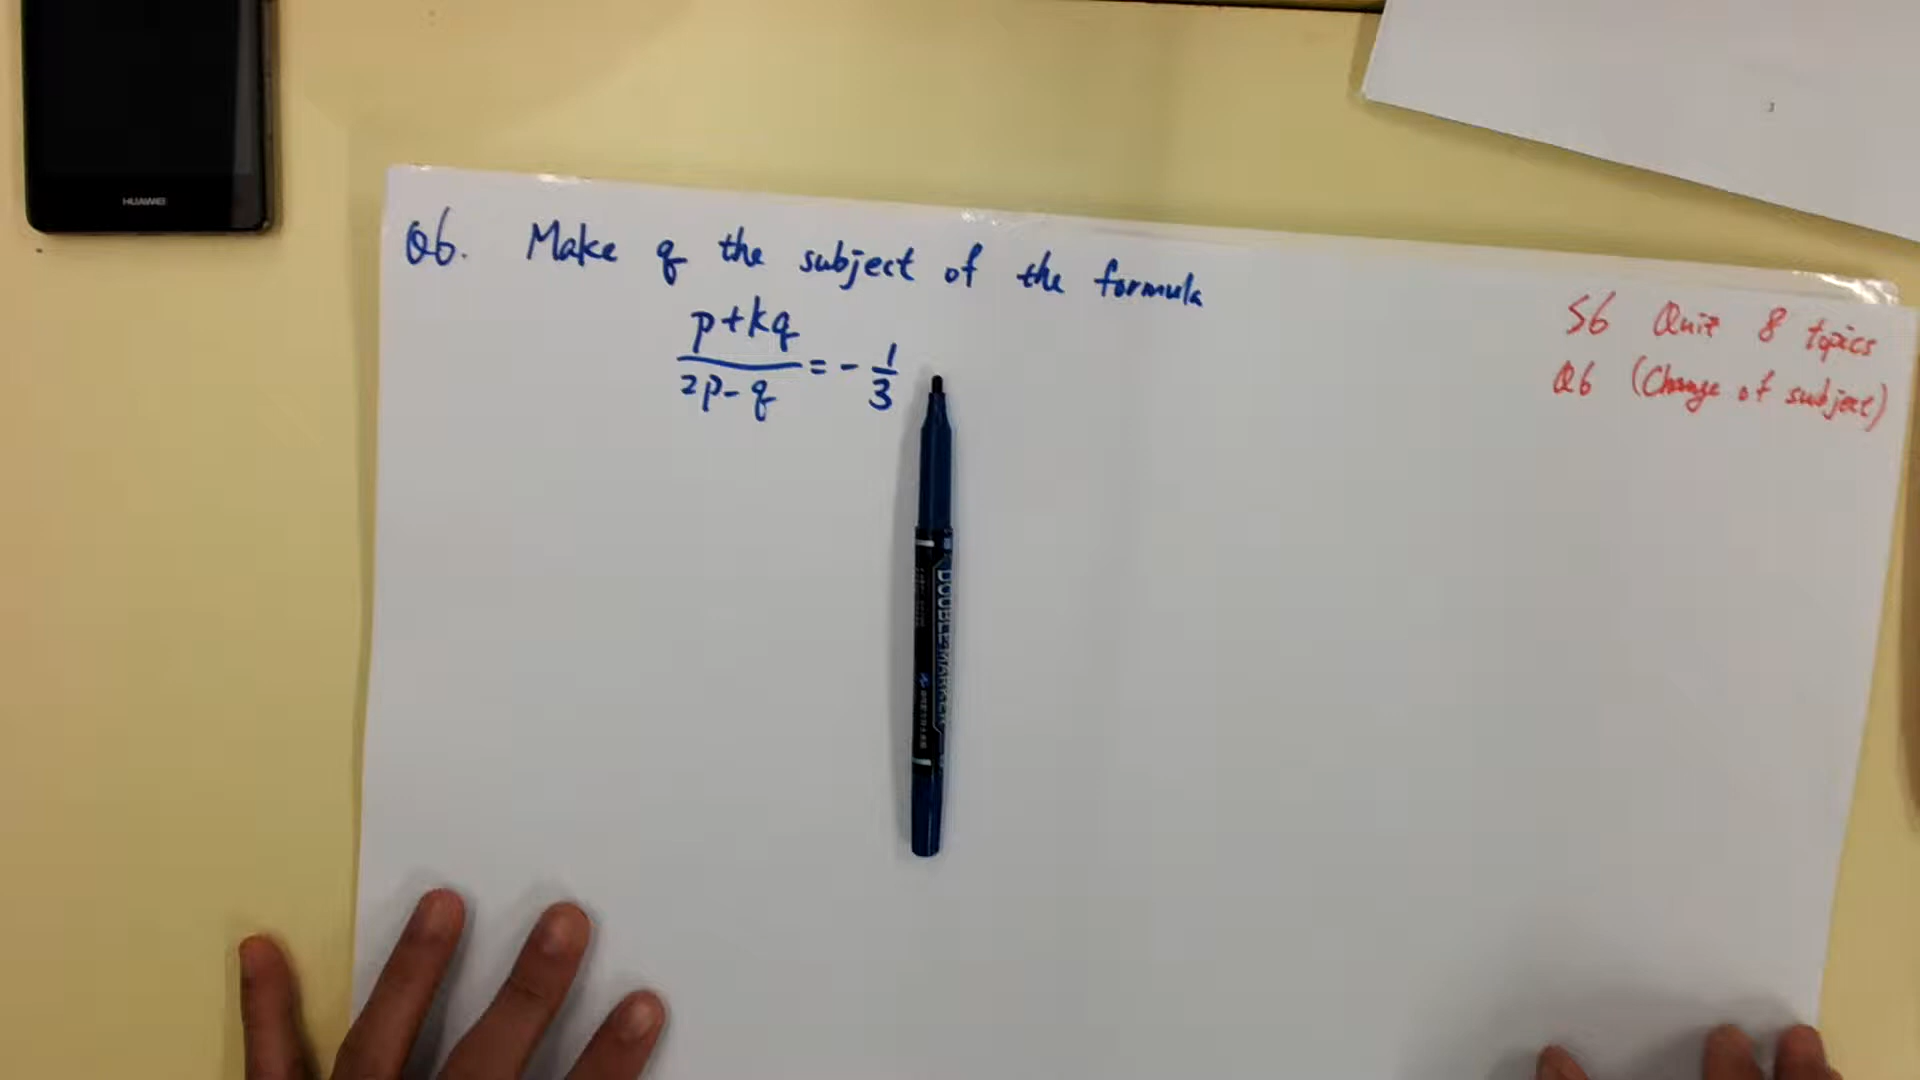 HUAWEI
Q6. Make q the subject of the formula
p+kq
2p-q
= - 1/3
S6 Quiz 8 topics
Q6 (Change of subject)
DOUBLE MARKER